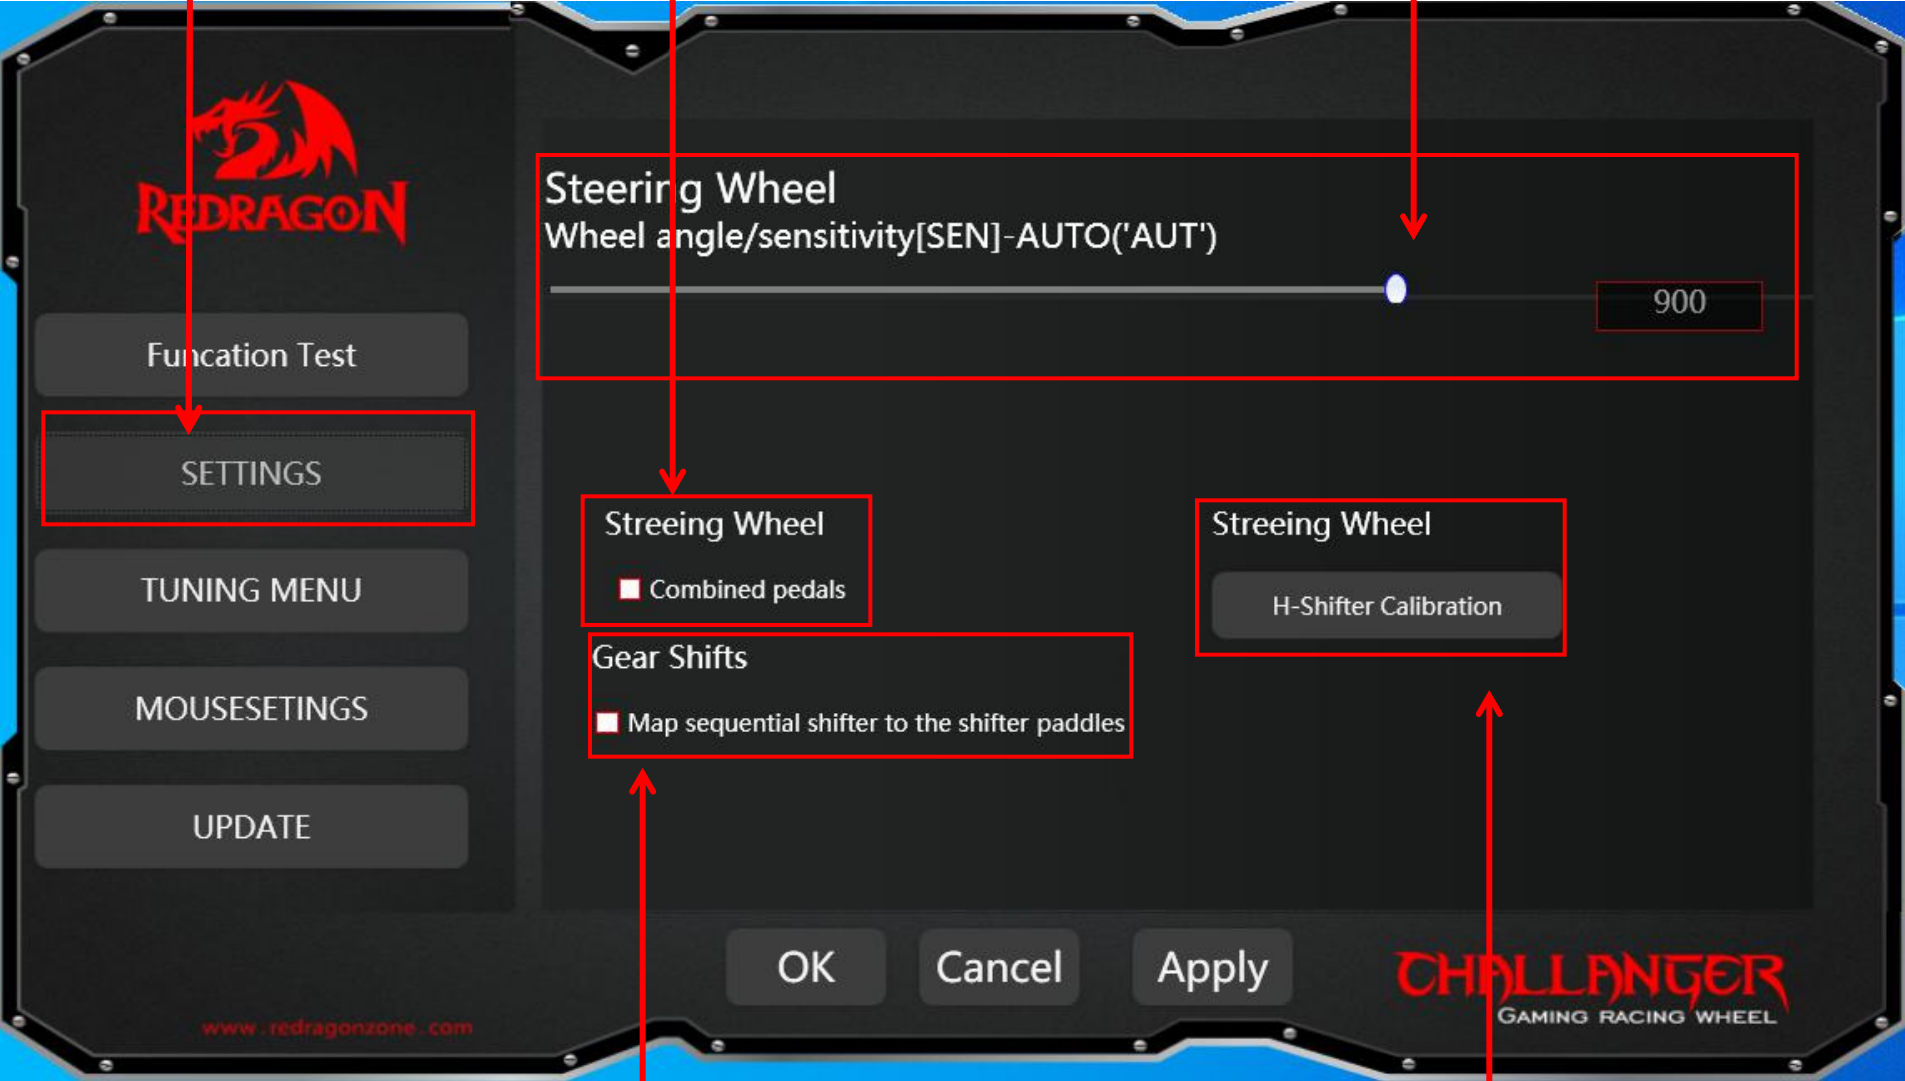 REDRAGON
Funcation Test
SETTINGS
TUNING MENU
MOUSESETINGS
UPDATE
www.redragonzone.com
Steering Wheel
Wheel angle/sensitivity[SEN]-AUTO('AUT')
900
Streeing Wheel
Combined pedals
Streeing Wheel
H-Shifter Calibration
Gear Shifts
Map sequential shifter to the shifter paddles
OK
Cancel
Apply
CHALLANGER
GAMING RACING WHEEL